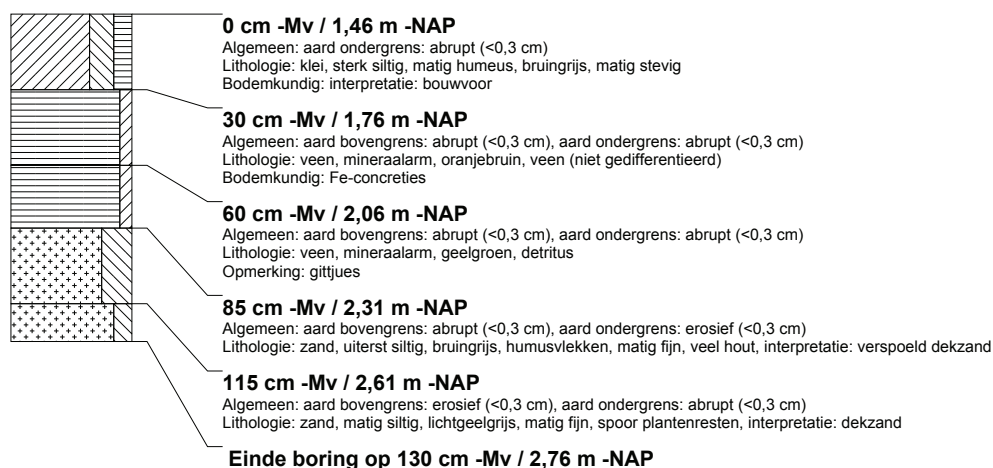 0 cm -Mv / 1,46 m -NAP
Algemeen: aard ondergrens: abrupt (<0,3 cm)
Lithologie: klei, sterk siltig, matig humeus, bruingrijs, matig stevig
Bodemkundig: interpretatie: bouwvoor
30 cm -Mv / 1,76 m -NAP
Algemeen: aard bovengrens: abrupt (<0,3 cm), aard ondergrens: abrupt (<0,3 cm)
Lithologie: veen, mineraalarm, oranjebruin, veen (niet gedifferentieerd)
Bodemkundig: Fe-concreties
60 cm -Mv / 2,06 m -NAP
Algemeen: aard bovengrens: abrupt (<0,3 cm), aard ondergrens: abrupt (<0,3 cm)
Lithologie: veen, mineraalarm, geelgroen, detritus
Opmerking: gittjues
85 cm -Mv / 2,31 m -NAP
Algemeen: aard bovengrens: abrupt (<0,3 cm), aard ondergrens: erosief (<0,3 cm)
Lithologie: zand, uiterst siltig, bruingrijs, humusvlekken, matig fijn, veel hout, interpretatie: verspoeld dekzand
115 cm -Mv / 2,61 m -NAP
Algemeen: aard bovengrens: erosief (<0,3 cm), aard ondergrens: abrupt (<0,3 cm)
Lithologie: zand, matig siltig, lichtgeelgrijs, matig fijn, spoor plantenresten, interpretatie: dekzand
Einde boring op 130 cm -Mv / 2,76 m -NAP